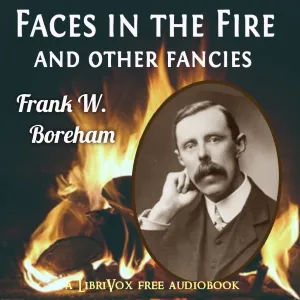 Faces in the Fire
and other fancies
Frank W.
Boreham
a LibriVox free audiobook